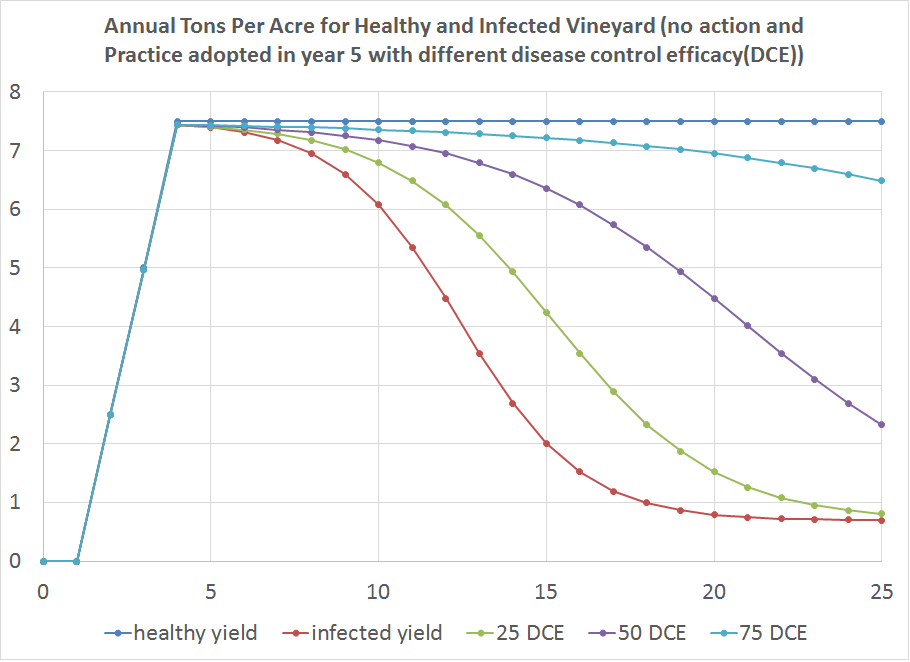 Annual Tons Per Acre for Healthy and Infected Vineyard (no action and
Practice adopted in year 5 with different disease control efficacy(DCE))
8
7
6
5
4
3
2
1
0
0 5 10 15 20 25
healthy yield infected yield 25 DCE 50 DCE 75 DCE